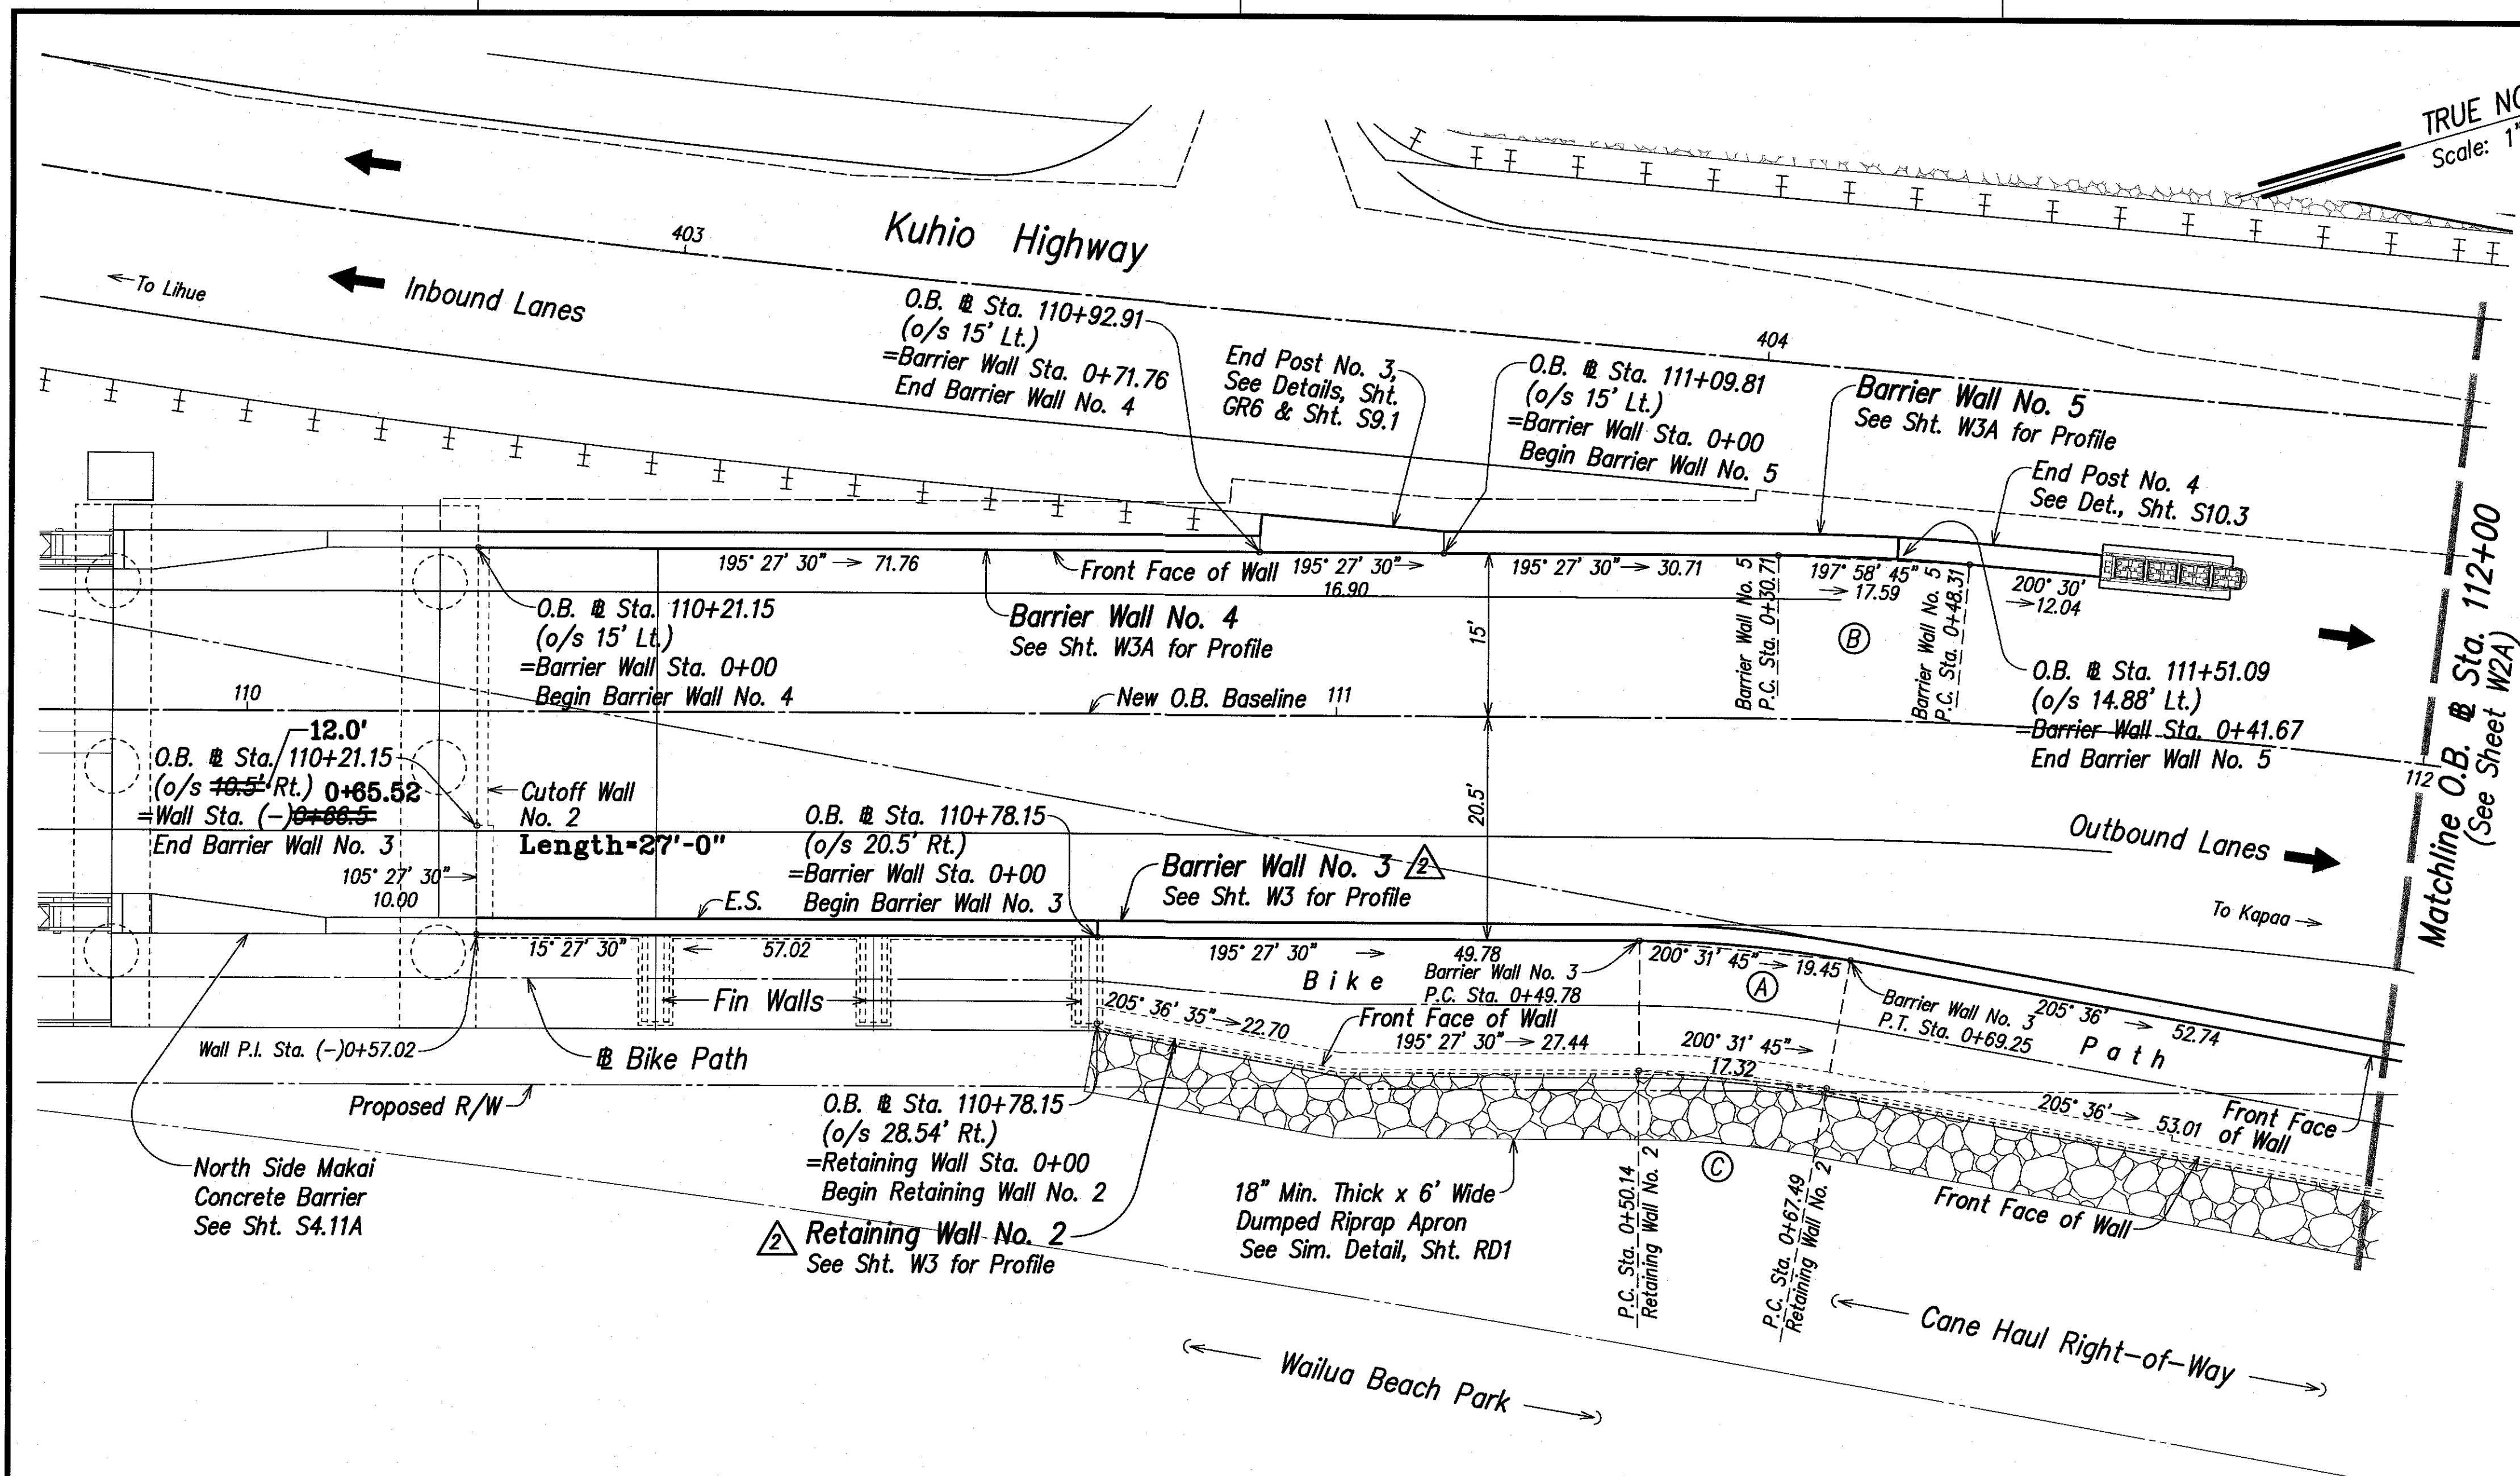 TRUE
Scale: 1"
403
Kuhio Highway
←To Lihue
Inbound Lanes
O.B. ℄ Sta. 110+92.91
(o/s 15' Lt.)
=Barrier Wall Sta. 0+71.76
End Barrier Wall No. 4
End Post No. 3,
See Details, Sht.
GR6 & Sht. S9.1
404
O.B. ℄ Sta. 111+09.81
(o/s 15' Lt.)
=Barrier Wall Sta. 0+00
Begin Barrier Wall No. 5
Barrier Wall No. 5
See Sht. W3A for Profile
End Post No. 4
See Det., Sht. S10.3
195° 27' 30" → 71.76
Front Face of Wall
195° 27' 30"→
16.90
195° 27' 30"→ 30.71
Barrier Wall No. 5
P.C. Sta. 0+30.71
197° 58' 45"
→ 17.59
Barrier Wall No. 5
P.C. Sta. 0+48.31
200° 30'
→12.04
O.B. ℄ Sta. 110+21.15
(o/s 15' Lt.)
=Barrier Wall Sta. 0+00
Begin Barrier Wall No. 4
Barrier Wall No. 4
See Sht. W3A for Profile
15'
B
O.B. ℄ Sta. 111+51.09
(o/s 14.88' Lt.)
=Barrier Wall Sta. 0+41.67
End Barrier Wall No. 5
110
New O.B. Baseline
111
112
Matchline O.B. ℄ Sta. 112+00
(See Sheet W2A)
12.0'
O.B. ℄ Sta. 110+21.15
(o/s 10.5' Rt.) 0+65.52
=Wall Sta. (-)0+66.5
End Barrier Wall No. 3
105° 27' 30"→
10.00
Cutoff Wall
No. 2
Length=27'-0"
O.B. ℄ Sta. 110+78.15
(o/s 20.5' Rt.)
=Barrier Wall Sta. 0+00
Begin Barrier Wall No. 3
E.S.
20.5'
Barrier Wall No. 3 2
See Sht. W3 for Profile
Outbound Lanes
To Kapaa →
15° 27' 30" ← 57.02
195° 27' 30" → 49.78
200° 31' 45"→ 19.45
Bike
Barrier Wall No. 3
P.C. Sta. 0+49.78
A
Barrier Wall No. 3
P.T. Sta. 0+69.25
205° 36' → 52.74
Path
Fin Walls
205° 36' 35"→22.70
Front Face of Wall
195° 27' 30"→ 27.44
200° 31' 45"→
17.32
Wall P.I. Sta. (-)0+57.02
℄ Bike Path
Proposed R/W
205° 36'→ 53.01
Front Face
of Wall
North Side Makai
Concrete Barrier
See Sht. S4.11A
O.B. ℄ Sta. 110+78.15
(o/s 28.54' Rt.)
=Retaining Wall Sta. 0+00
Begin Retaining Wall No. 2
2 Retaining Wall No. 2
See Sht. W3 for Profile
18" Min. Thick x 6' Wide
Dumped Riprap Apron
See Sim. Detail, Sht. RD1
P.C. Sta. 0+50.14
Retaining Wall No. 2
C
P.C. Sta. 0+67.49
Retaining Wall No. 2
Front Face of Wall
Cane Haul Right-of-Way
Wailua Beach Park